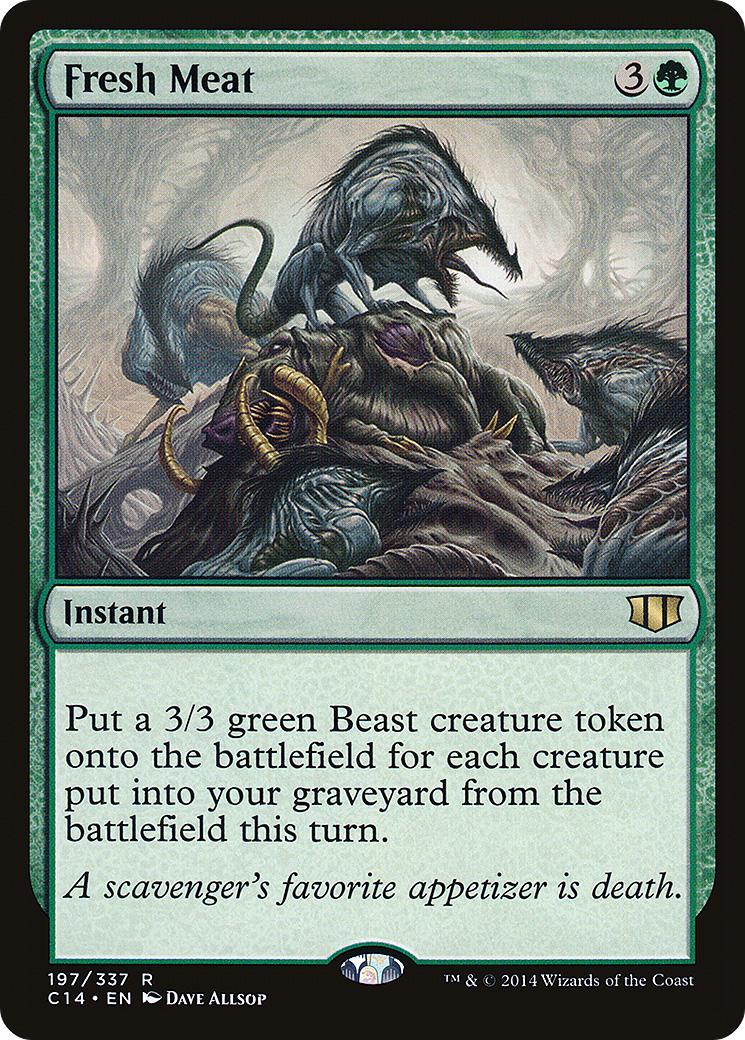 Fresh Meat 3
Instant
Put a 3/3 green Beast creature token
onto the battlefield for each creature
put into your graveyard from the
battlefield this turn.
A scavenger's favorite appetizer is death.
197/337 R
C14 • EN Dave Allsop
™ & © 2014 Wizards of the Coast